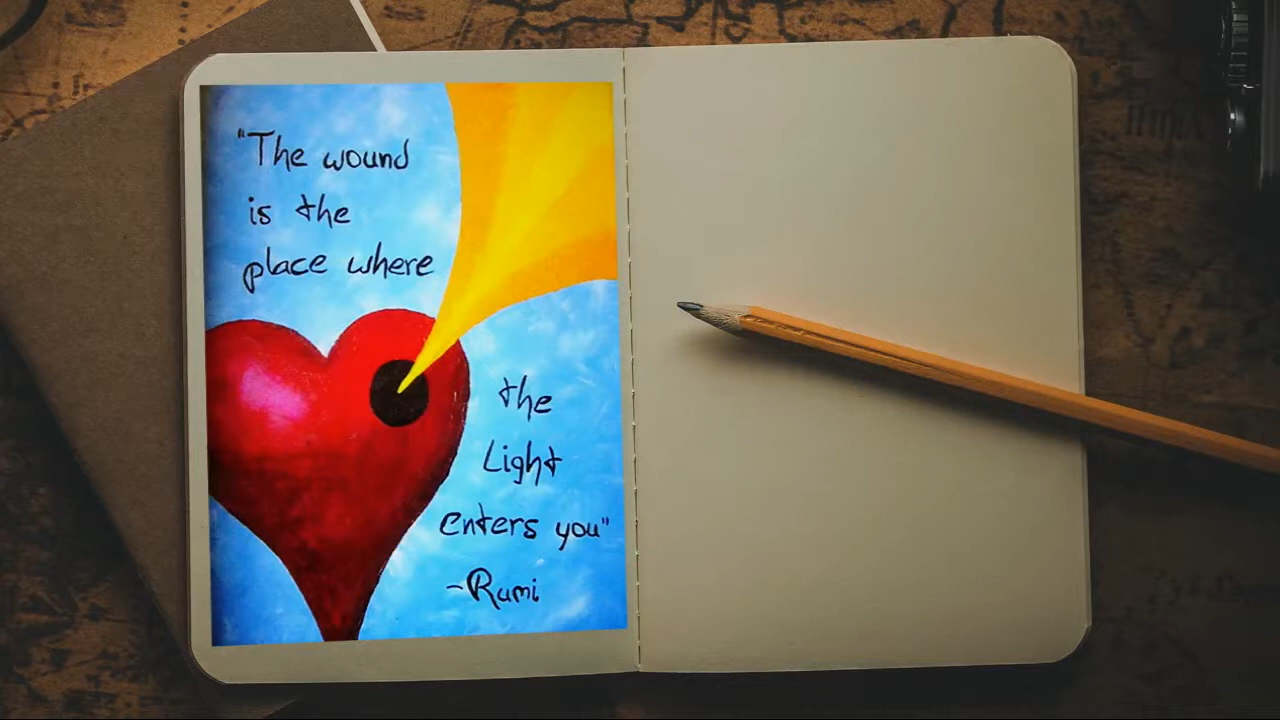 "The wound
is the
place where
the
Light
enters you"
~Rumi